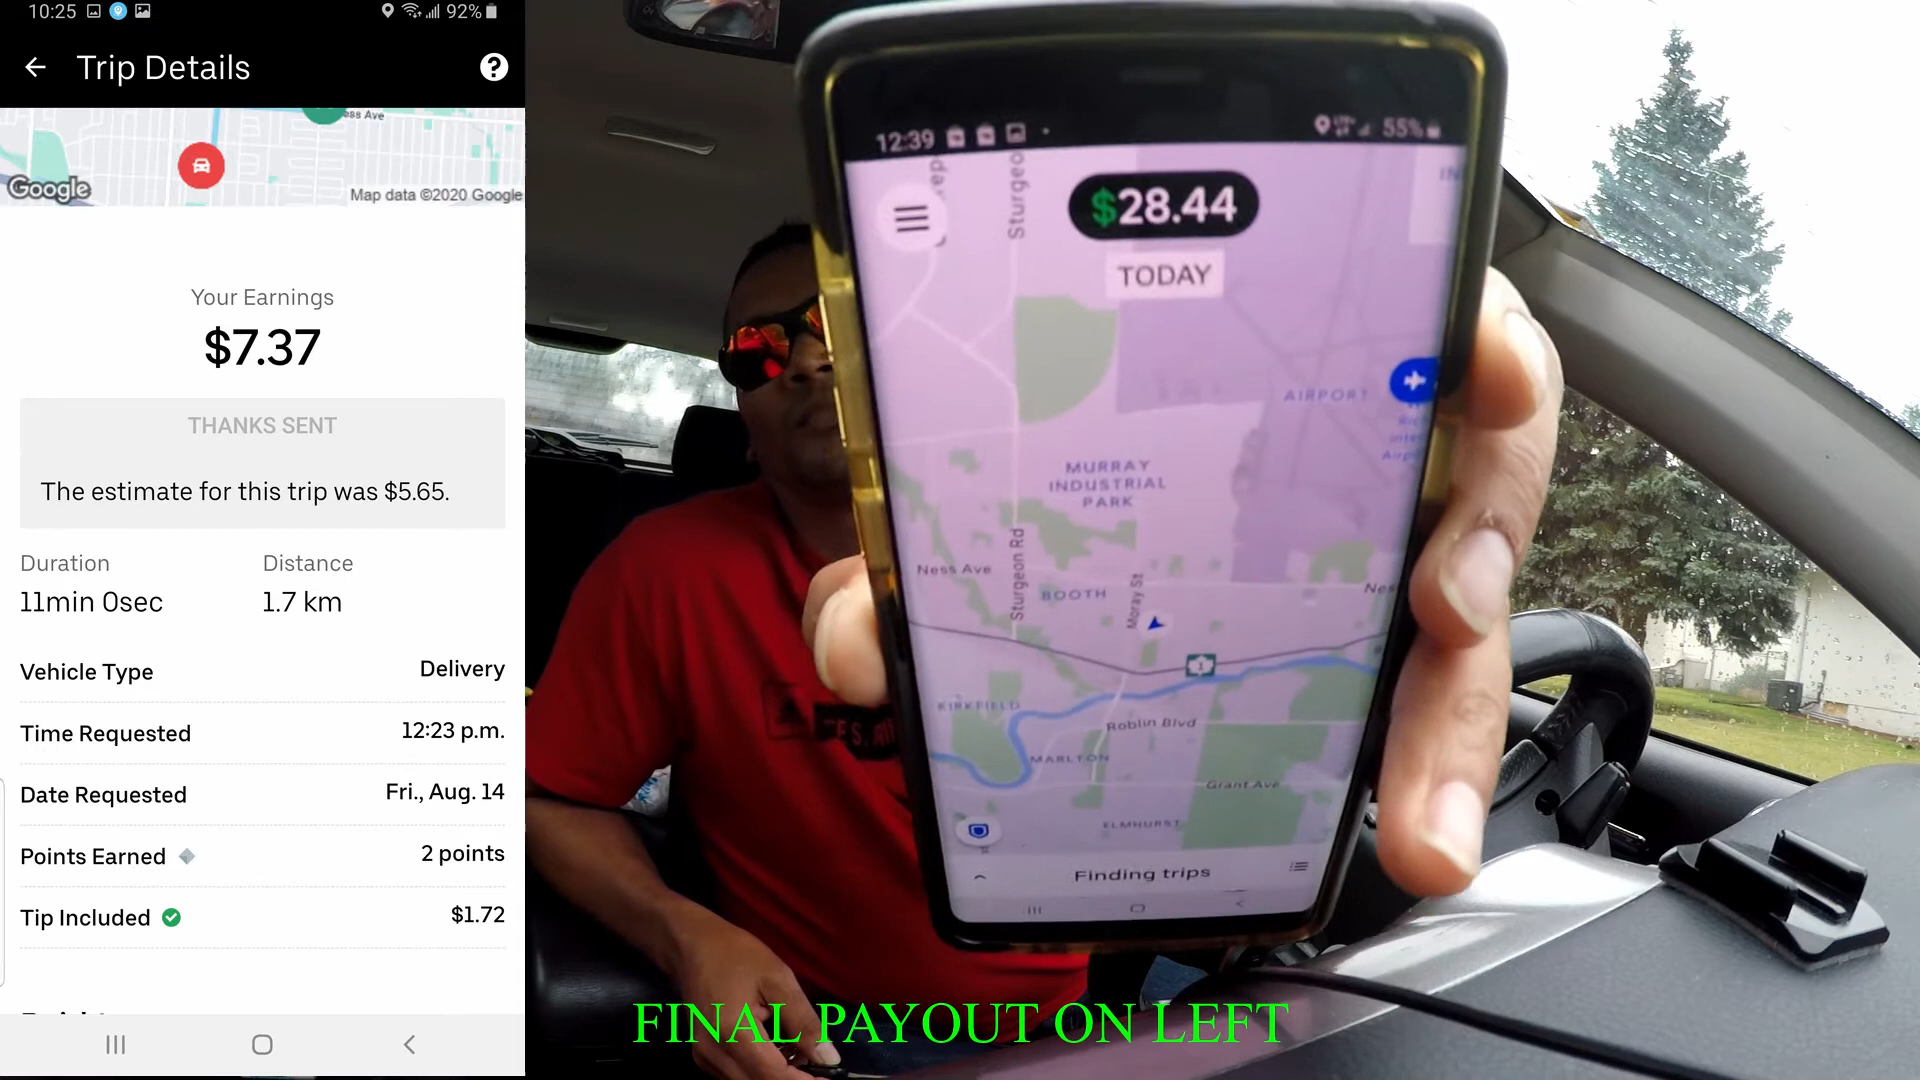 10:25
92%
Trip Details
?
ess Ave
Google
Map data ©2020 Google
Your Earnings
$7.37
THANKS SENT
The estimate for this trip was $5.65.
Duration
Distance
11min 0sec
1.7 km
Vehicle Type
Delivery
Time Requested
12:23 p.m.
Date Requested
Fri., Aug. 14
Points Earned
2 points
Tip Included
$1.72
12:39
55%
Sturgeo
$28.44
TODAY
AIRPORT
MURRAY
INDUSTRIAL
PARK
Ness Ave
Sturgeon Rd
BOOTH
Moray St
Nes
1
KIRKFIELD
Roblin Blvd
MARLTON
Grant Ave
ELMHURST
Finding trips
FINAL PAYOUT ON LEFT